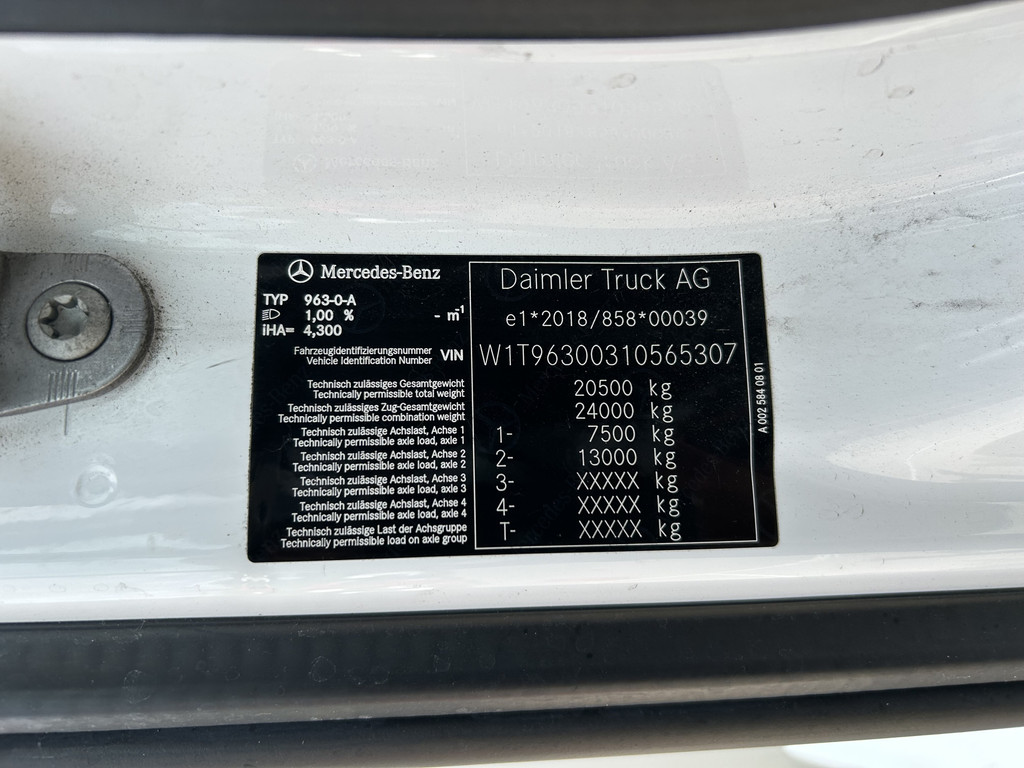 Mercedes-Benz
TYP 963-0-A
1,00 % - m⁻¹
iHA= 4,300
Fahrzeugidentifizierungsnummer
Vehicle Identification Number VIN
Technisch zulässiges Gesamtgewicht
Technically permissible total weight
Technisch zulässiges Zug-Gesamtgewicht
Technically permissible combination weight
Technisch zulässige Achslast, Achse 1
Technically permissible axle load, axle 1
Technisch zulässige Achslast, Achse 2
Technically permissible axle load, axle 2
Technisch zulässige Achslast, Achse 3
Technically permissible axle load, axle 3
Technisch zulässige Achslast, Achse 4
Technically permissible axle load, axle 4
Technisch zulässige Last der Achsgruppe
Technically permissible load on axle group
Daimler Truck AG
e1*2018/858*00039
W1T96300310565307
20500 kg
24000 kg
1- 7500 kg
2- 13000 kg
3- XXXXX kg
4- XXXXX kg
T- XXXXX kg
A 002 584 08 01